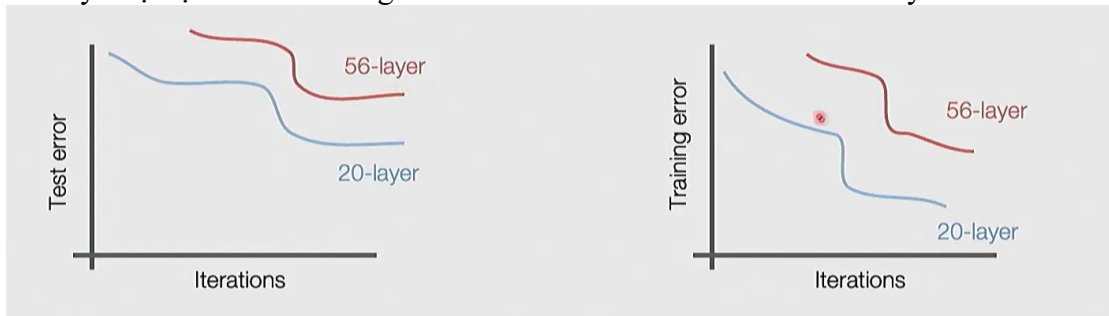 56-layer
20-layer
Test error
Iterations
56-layer
20-layer
Training error
Iterations